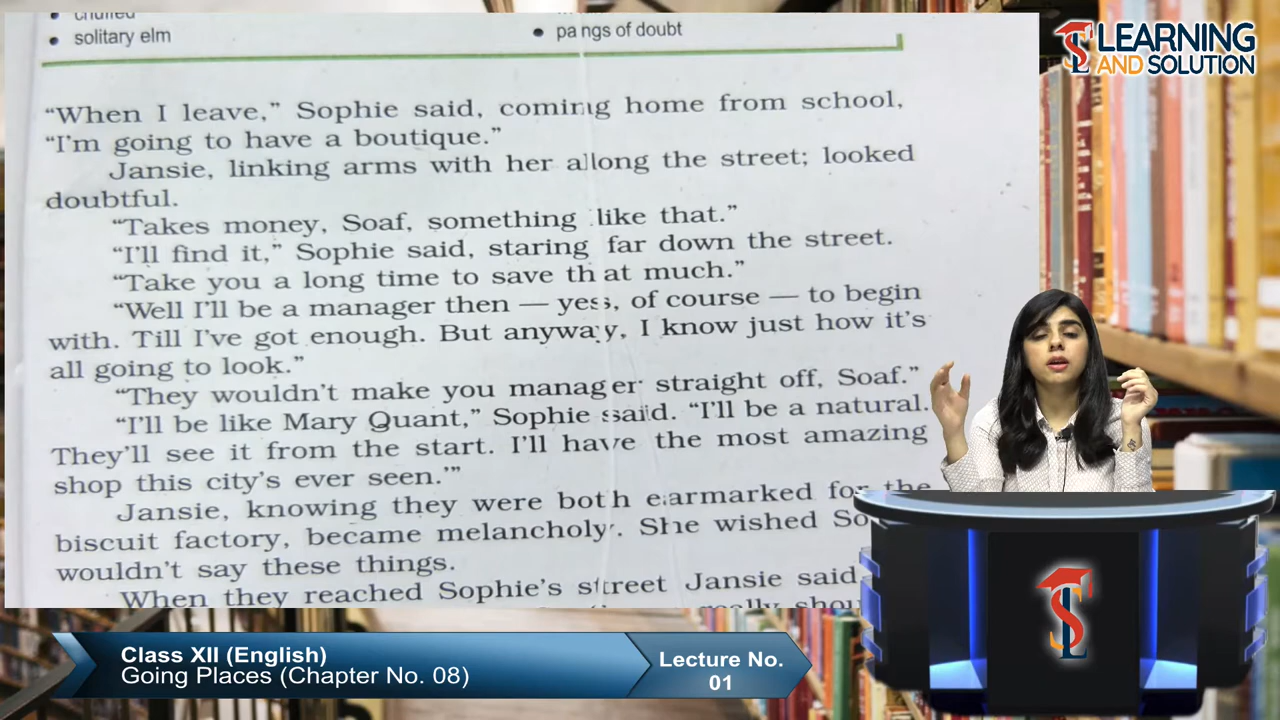 solitary elm
pangs of doubt
LEARNING
AND SOLUTION
“When I leave,” Sophie said, coming home from school,
“I'm going to have a boutique.”
Jansie, linking arms with her along the street; looked
doubtful.
“Takes money, Soaf, something like that.”
“I'll find it,” Sophie said, staring far down the street.
“Take you a long time to save that much.”
“Well I'll be a manager then — yes, of course — to begin
with. Till I've got enough. But anyway, I know just how it's
all going to look.”
“They wouldn't make you manager straight off, Soaf.”
“I'll be like Mary Quant,” Sophie said. “I'll be a natural.
They'll see it from the start. I'll have the most amazing
shop this city's ever seen.'”
Jansie, knowing they were both earmarked for the
biscuit factory, became melancholy. She wished
wouldn't say these things.
When they reached Sophie's street Jansie said
Class XII (English)
Going Places (Chapter No. 08)
Lecture No.
01